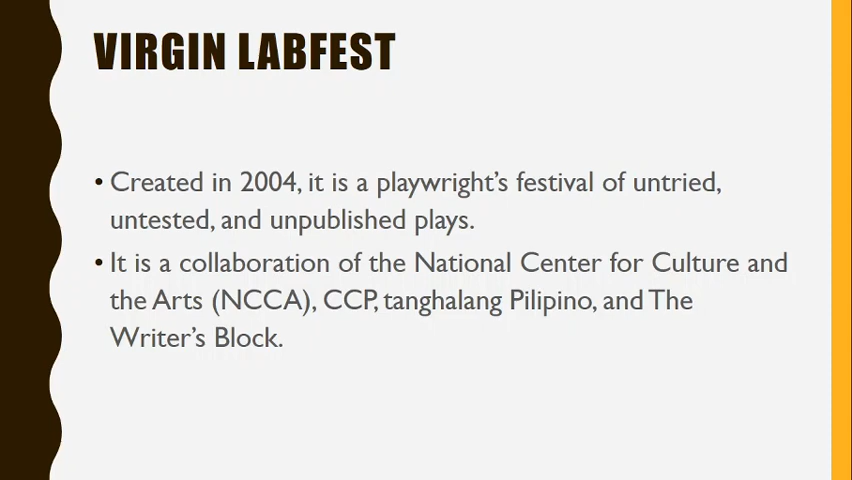 VIRGIN LABFEST
• Created in 2004, it is a playwright's festival of untried,
untested, and unpublished plays.
• It is a collaboration of the National Center for Culture and
the Arts (NCCA), CCP, tanghalang Pilipino, and The
Writer's Block.